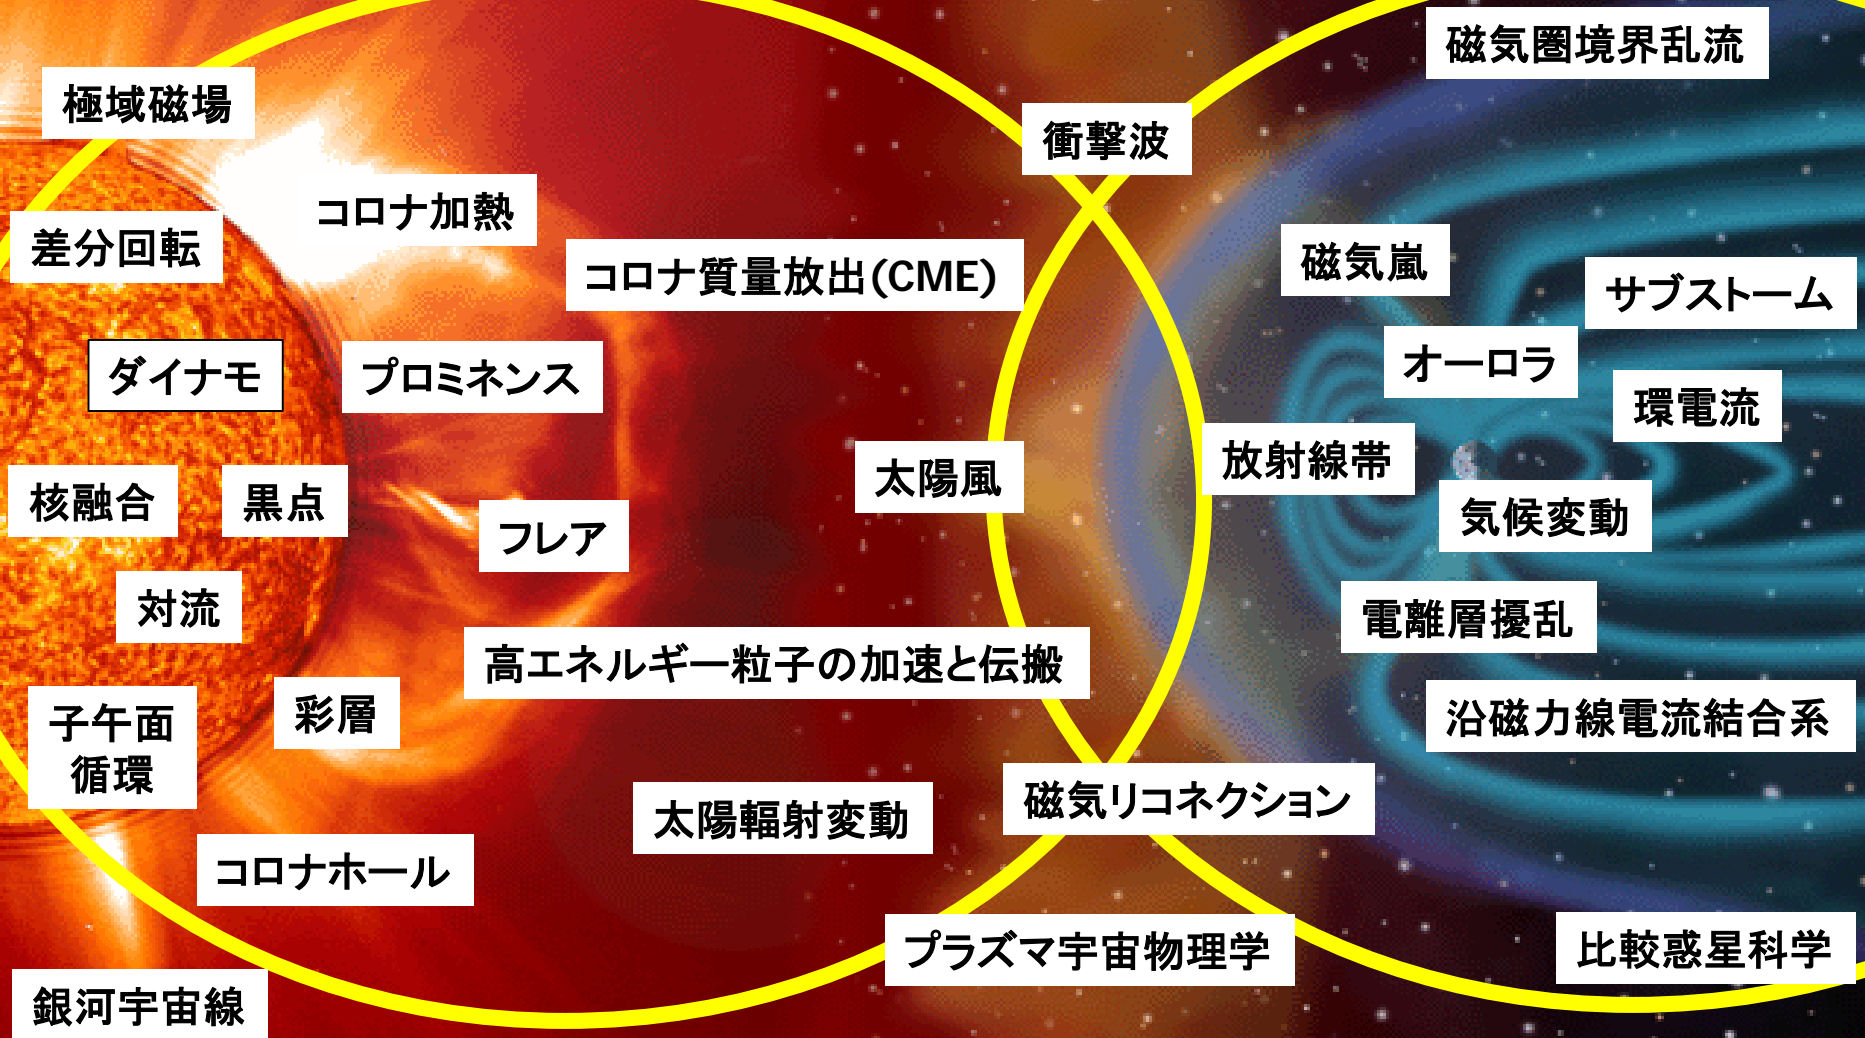 磁気圏境界乱流
極域磁場
衝撃波
コロナ加熱
差分回転
コロナ質量放出(CME)
磁気嵐
サブストーム
オーロラ
ダイナモ
プロミネンス
環電流
放射線帯
太陽風
核融合
黒点
気候変動
フレア
対流
電離層擾乱
高エネルギー粒子の加速と伝搬
彩層
沿磁力線電流結合系
子午面
循環
磁気リコネクション
太陽輻射変動
コロナホール
プラズマ宇宙物理学
比較惑星科学
銀河宇宙線